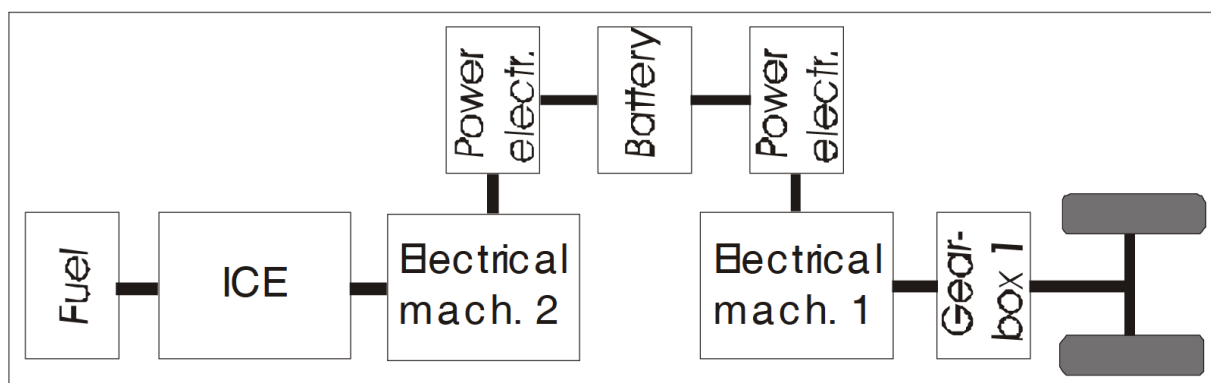 Fuel
ICE
Electrical
mach. 2
Power
electr.
Battery
Power
electr.
Electrical
mach. 1
Gear-
box 1